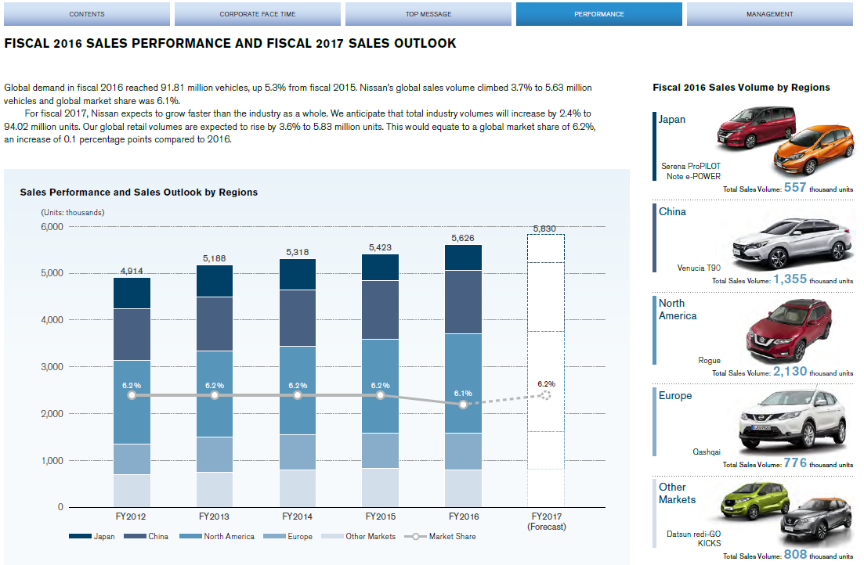 CONTENTS
CORPORATE FACE TIME
TOP MESSAGE
PERFORMANCE
MANAGEMENT
FISCAL 2016 SALES PERFORMANCE AND FISCAL 2017 SALES OUTLOOK
Global demand in fiscal 2016 reached 91.81 million vehicles, up 5.3% from fiscal 2015. Nissan's global sales volume climbed 3.7% to 5.63 million
vehicles and global market share was 6.1%.
For fiscal 2017, Nissan expects to grow faster than the industry as a whole. We anticipate that total industry volumes will increase by 2.4% to
94.02 million units. Our global retail volumes are expected to rise by 3.6% to 5.83 million units. This would equate to a global market share of 6.2%,
an increase of 0.1 percentage points compared to 2016.
Sales Performance and Sales Outlook by Regions
(Units: thousands)
6,000
5,000
4,000
3,000
2,000
1,000
0
4,914
5,188
5,318
5,423
5,626
5,830
6.2%
6.2%
6.2%
6.2%
6.1%
6.2%
FY2012
FY2013
FY2014
FY2015
FY2016
FY2017
(Forecast)
Japan
China
North America
Europe
Other Markets
Market Share
Fiscal 2016 Sales Volume by Regions
Japan
Serena ProPILOT
Note e-POWER
Total Sales Volume: 557 thousand units
China
Venucia T90
Total Sales Volume: 1,355 thousand units
North
America
Rogue
Total Sales Volume: 2,130 thousand units
Europe
Qashqai
Total Sales Volume: 776 thousand units
Other
Markets
Datsun redi-GO
KICKS
Total Sales Volume: 808 thousand units